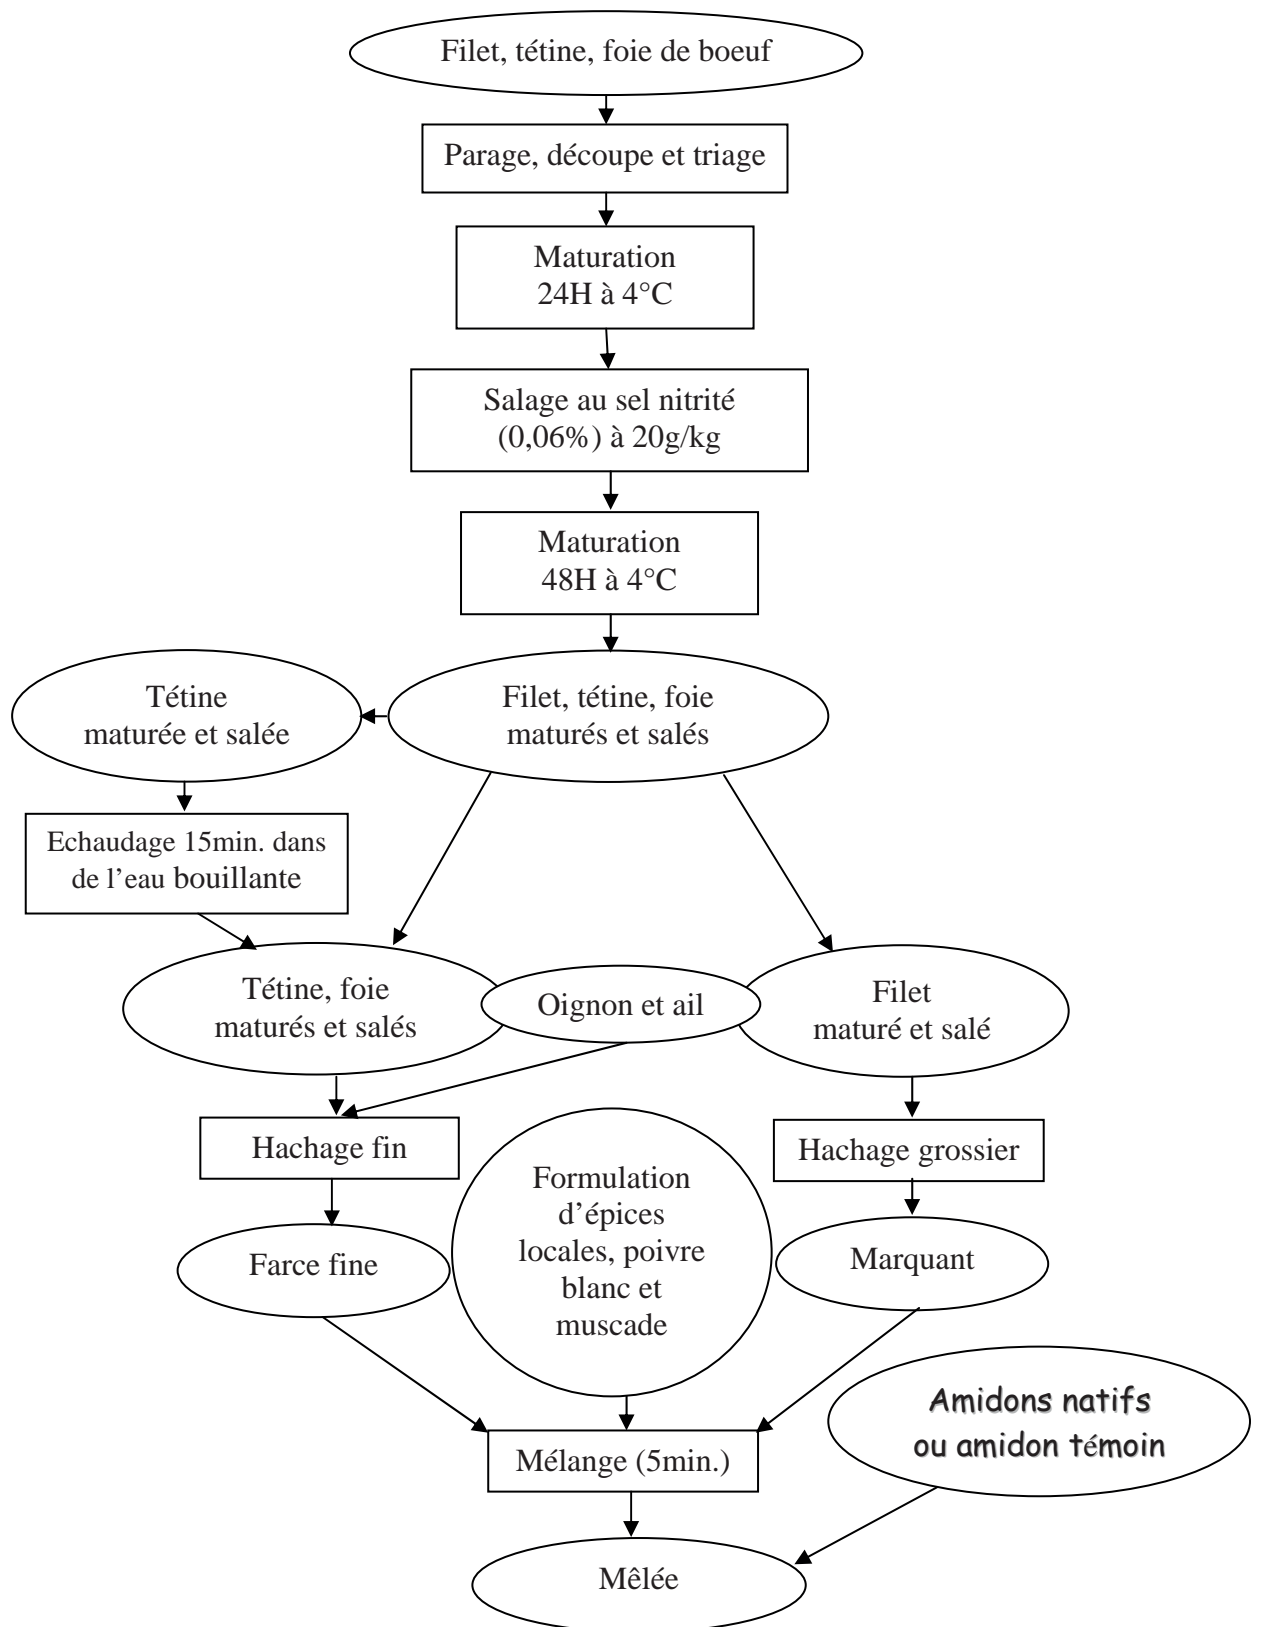 Filet, tétine, foie de boeuf
Parage, découpe et triage
Maturation
24H à 4°C
Salage au sel nitrité
(0,06%) à 20g/kg
Maturation
48H à 4°C
Tétine
maturée et salée
Filet, tétine, foie
maturés et salés
Echaudage 15min. dans
de l’eau bouillante
Tétine, foie
maturés et salés
Oignon et ail
Filet
maturé et salé
Hachage fin
Hachage grossier
Formulation
d’épices
locales, poivre
blanc et
muscade
Farce fine
Marquant
Amidons natifs
ou amidon témoin
Mélange (5min.)
Mêlée